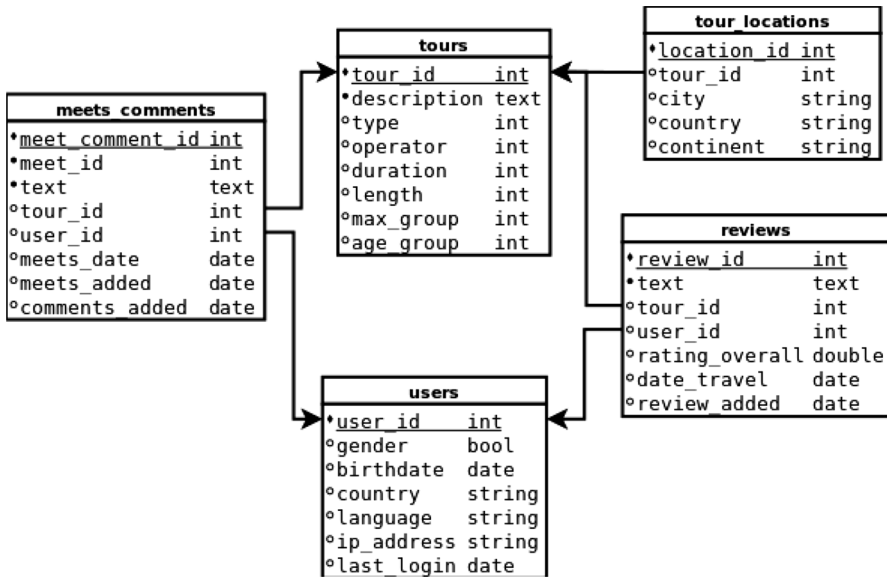 meets_comments
meet_comment_id int
meet_id int
text text
tour_id int
user_id int
meets_date date
meets_added date
comments_added date
tours
tour_id int
description text
type int
operator int
duration int
length int
max_group int
age_group int
tour_locations
location_id int
tour_id int
city string
country string
continent string
reviews
review_id int
text text
tour_id int
user_id int
rating_overall double
date_travel date
review_added date
users
user_id int
gender bool
birthdate date
country string
language string
ip_address string
last_login date